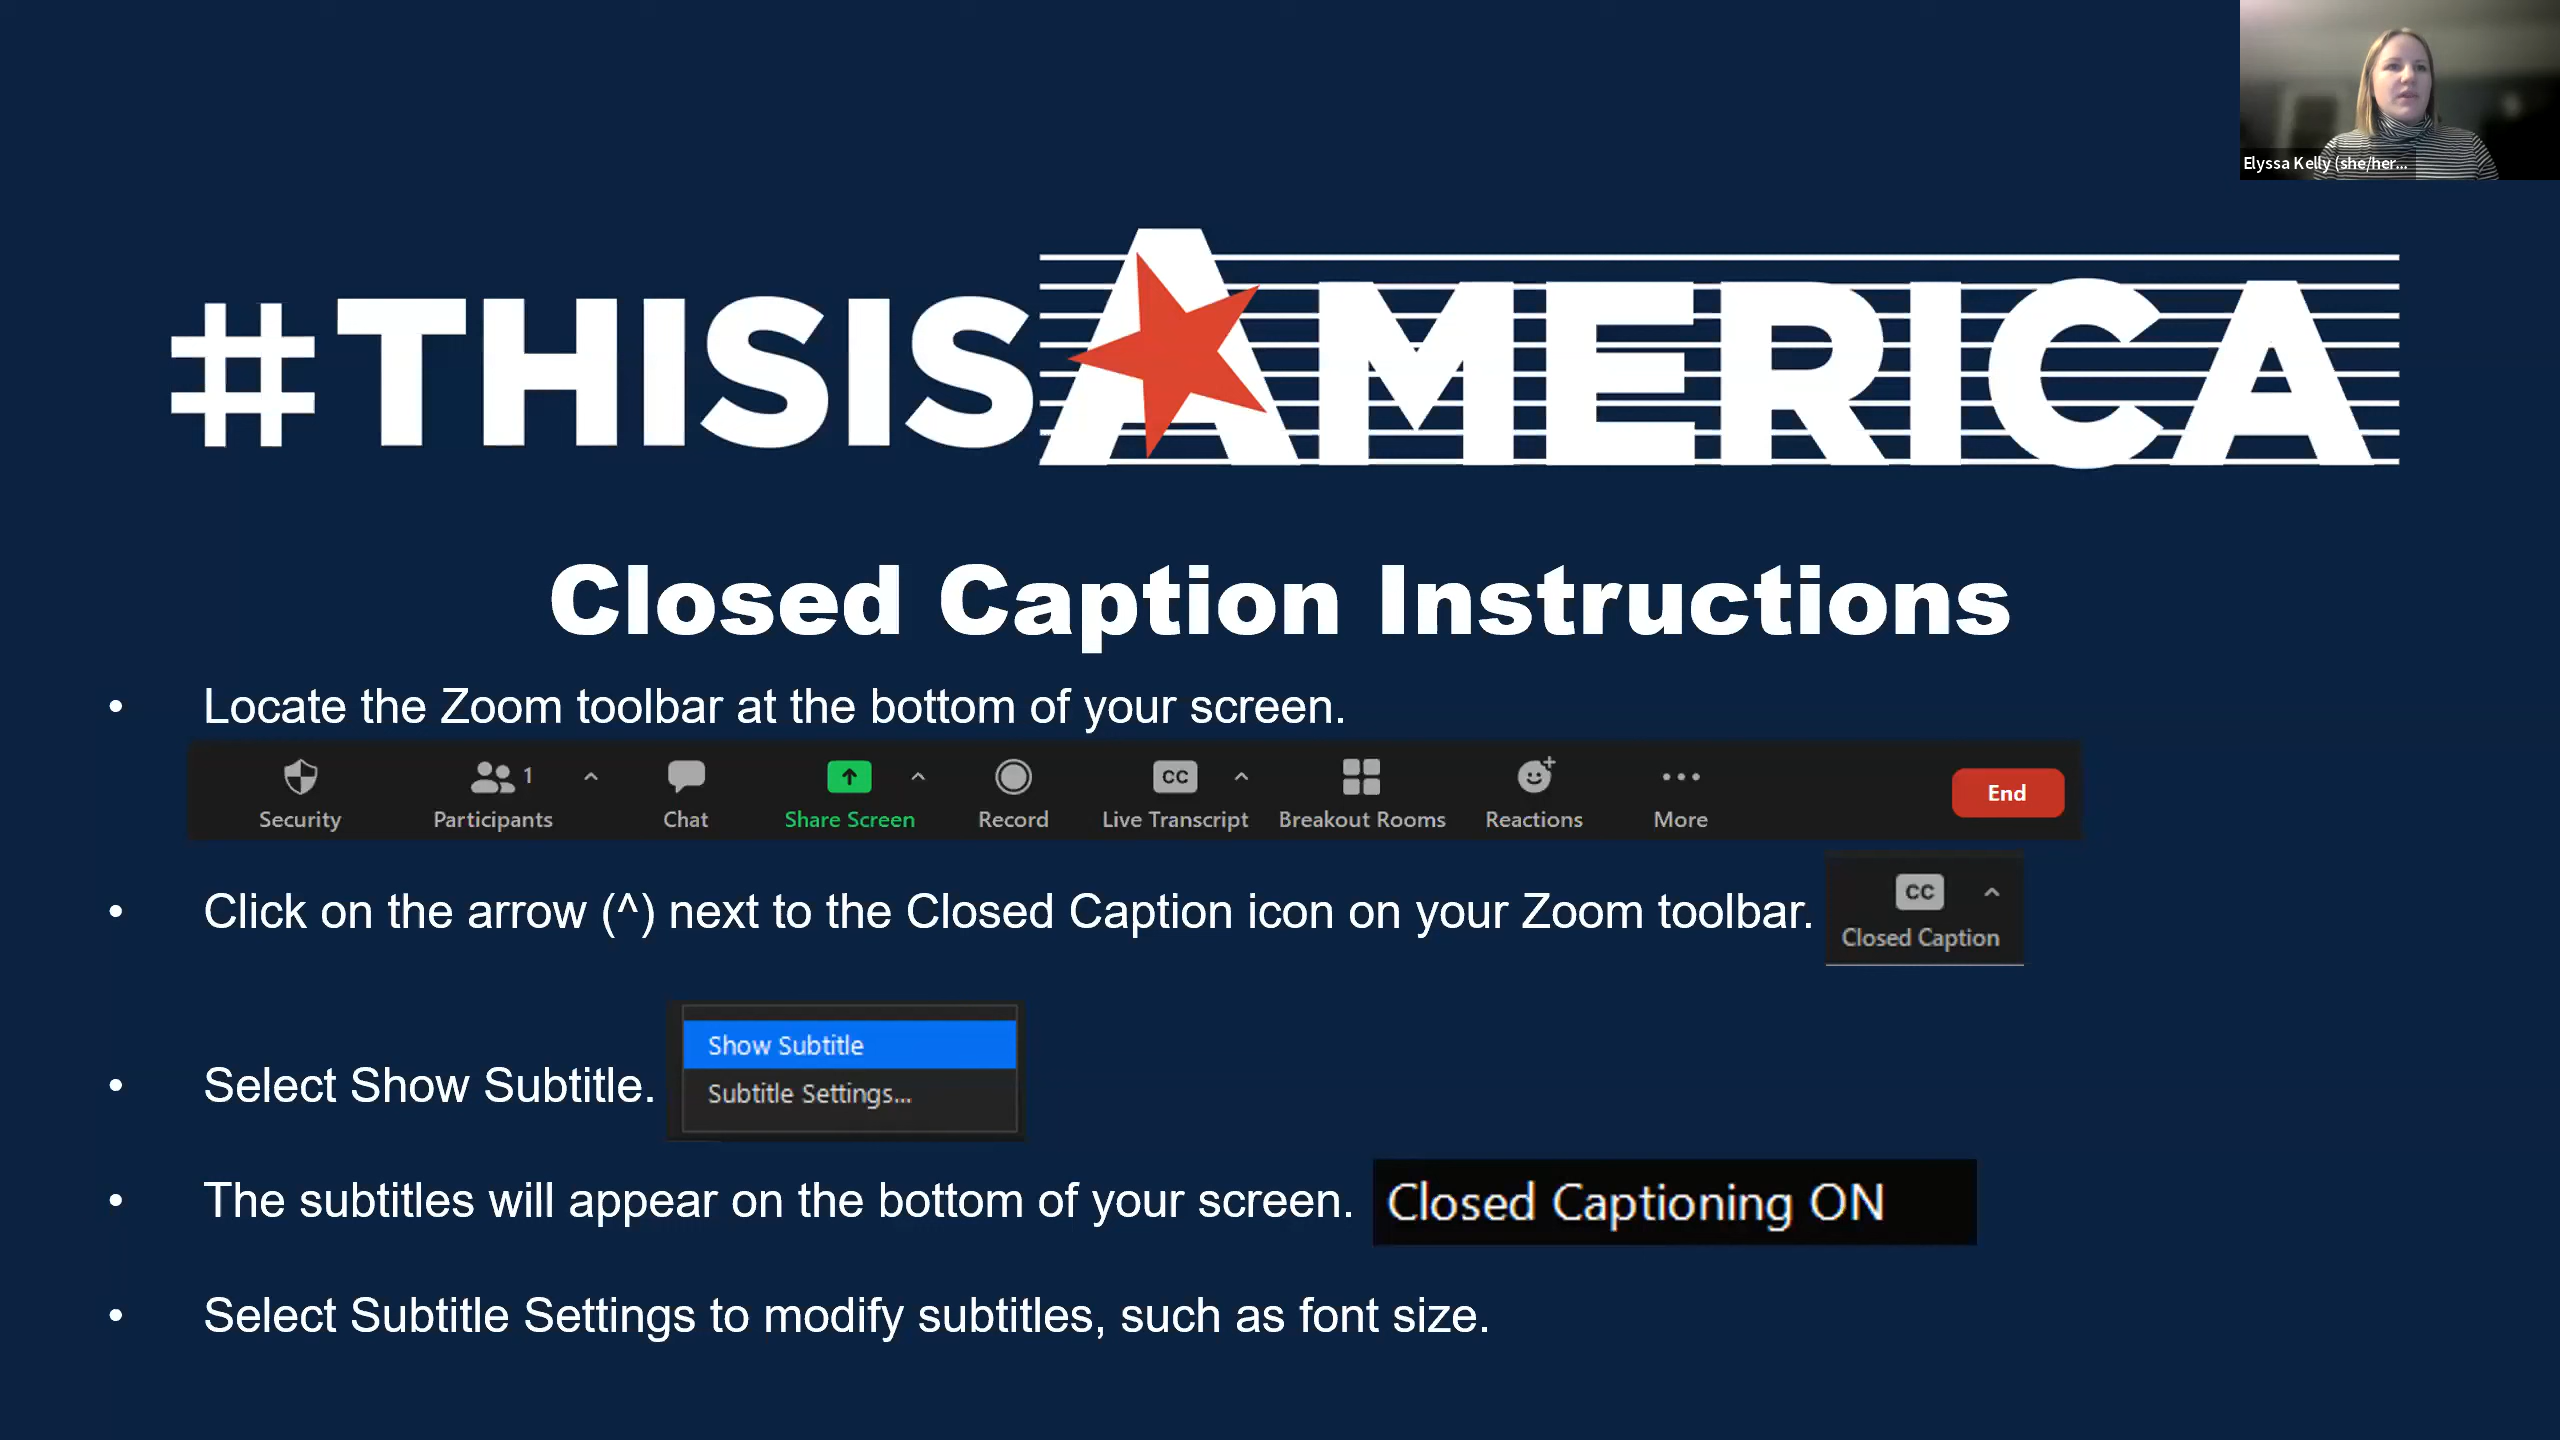 Elyssa Kelly (she/her...
#THISISAMERICA
Closed Caption Instructions
• Locate the Zoom toolbar at the bottom of your screen.
Security
Participants 1
Chat
Share Screen
Record
CC
Live Transcript
Breakout Rooms
Reactions
More
End
• Click on the arrow (^) next to the Closed Caption icon on your Zoom toolbar.
CC
Closed Caption
Show Subtitle
Subtitle Settings...
• Select Show Subtitle.
• The subtitles will appear on the bottom of your screen.
Closed Captioning ON
• Select Subtitle Settings to modify subtitles, such as font size.